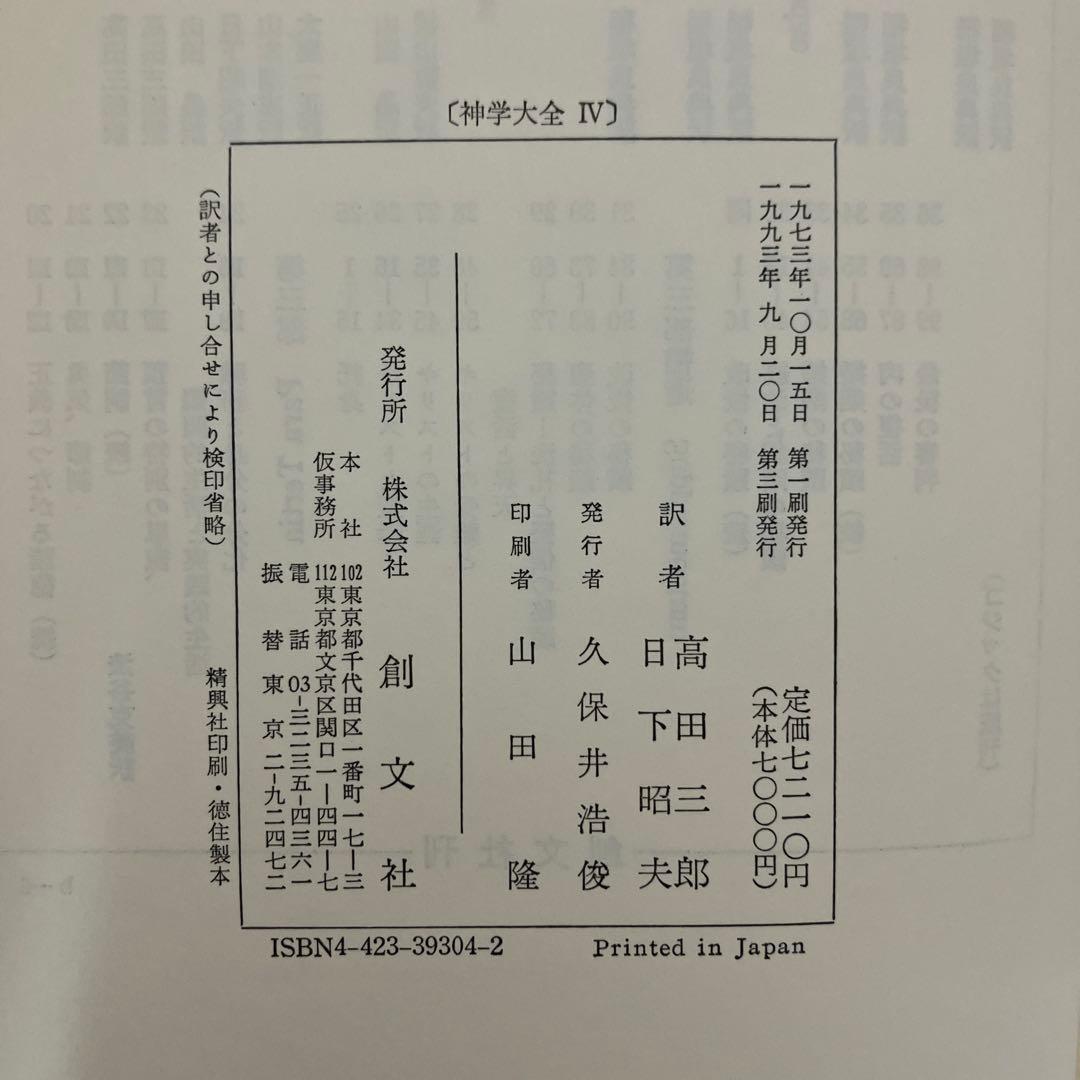 〔神学大全 Ⅳ〕
一九七三年一〇月一五日 第一刷発行
一九九三年 九 月二〇日 第三刷発行
定価七二一〇円
（本体七〇〇〇円）
訳者 高田三郎
日下昭夫
発行者 久保井浩俊
印刷者 山田隆
発行所 株式会社 創文社
本社 102東京都千代田区一番町一七―三
仮事務所 112東京都文京区関口一―四四―七
電話 03-三二三五-四三六一
振替 東京 二-九二四七二
（訳者との申し合せにより検印省略）
精興社印刷・徳住製本
ISBN4-423-39304-2
Printed in Japan